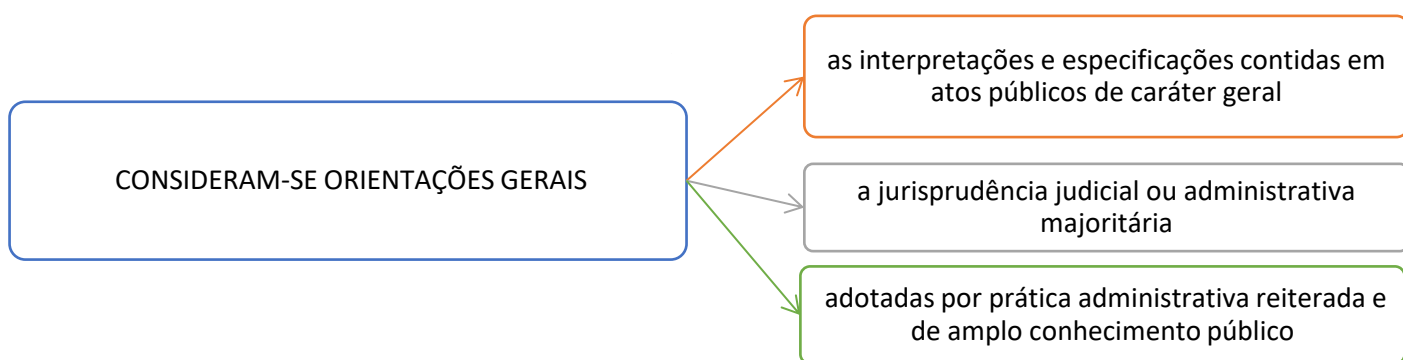 CONSIDERAM-SE ORIENTAÇÕES GERAIS
as interpretações e especificações contidas em
atos públicos de caráter geral
a jurisprudência judicial ou administrativa
majoritária
adotadas por prática administrativa reiterada e
de amplo conhecimento público